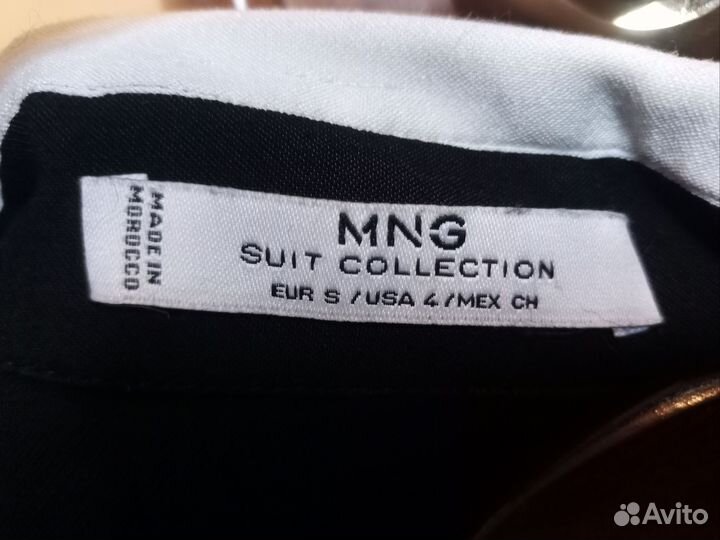 MADE IN
MOROCCO
MNG
SUIT COLLECTION
EUR S / USA 4 / MEX CH
Avito